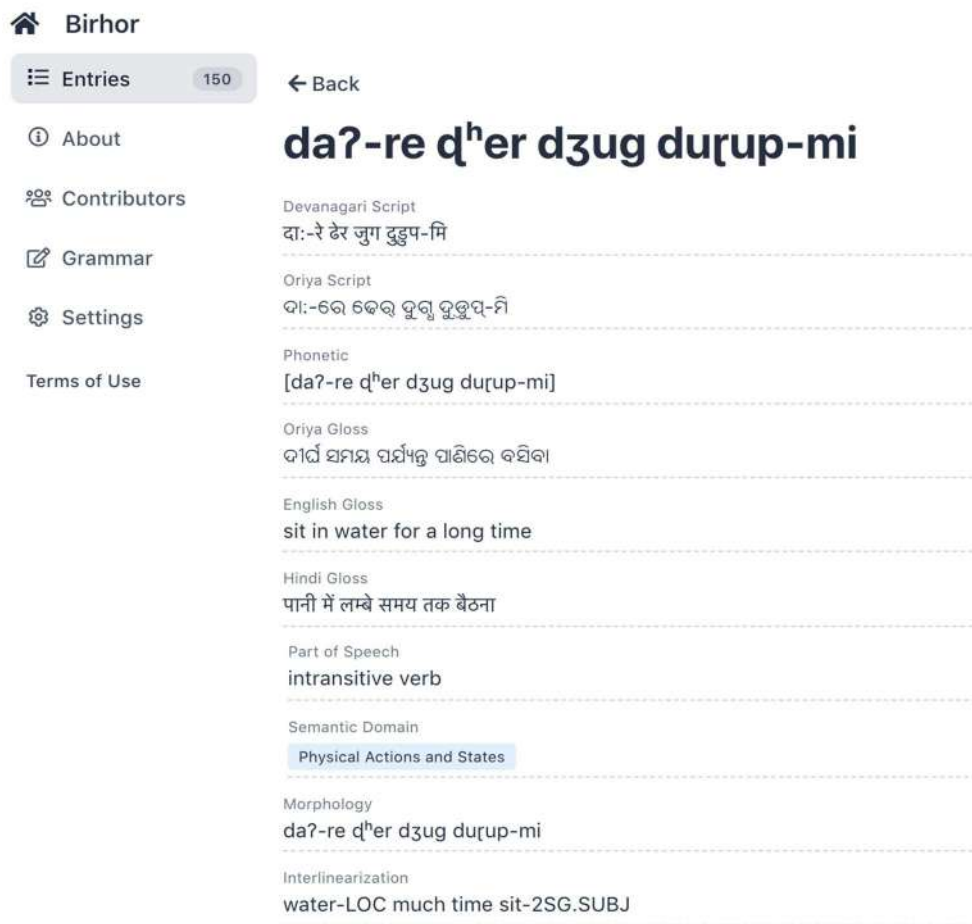 Birhor
Entries 150
About
Contributors
Grammar
Settings
Terms of Use
Back
daʔ-re ɖʰer dʒug duɽup-mi
Devanagari Script
दा:-रे ढेर जुग दुड़ुप-मि
Oriya Script
ଦା:-ରେ ଢେର୍ ଦୁଗ୍ଧ ଦୁଡୁପ୍-ମି
Phonetic
[daʔ-re ɖʰer dʒug duɽup-mi]
Oriya Gloss
ଦୀର୍ଘ ସମୟ ପର୍ଯ୍ୟନ୍ତ ପାଣିରେ ବସିବା
English Gloss
sit in water for a long time
Hindi Gloss
पानी में लम्बे समय तक बैठना
Part of Speech
intransitive verb
Semantic Domain
Physical Actions and States
Morphology
daʔ-re ɖʰer dʒug duɽup-mi
Interlinearization
water-LOC much time sit-2SG.SUBJ